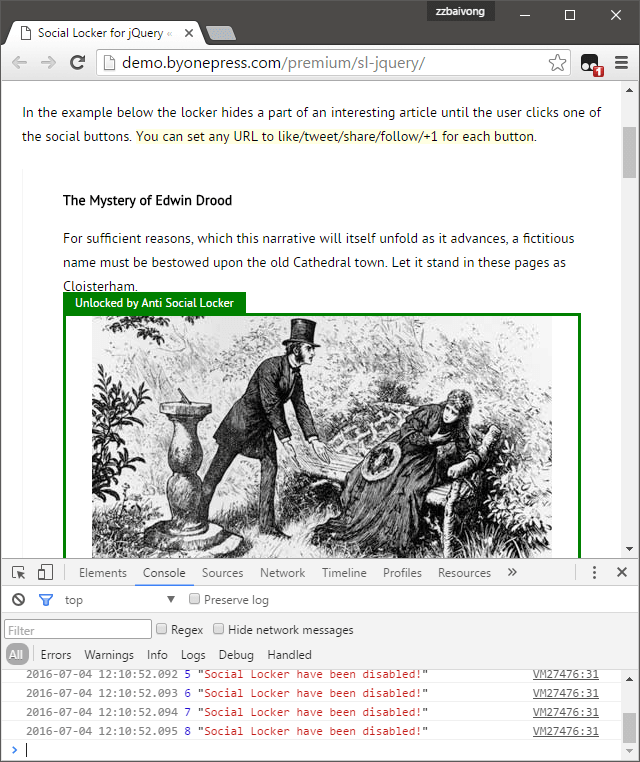 zzbaivong
Social Locker for jQuery «
demo.byonepress.com/premium/sl-jquery/
1
In the example below the locker hides a part of an interesting article until the user clicks one of
the social buttons. You can set any URL to like/tweet/share/follow/+1 for each button.
The Mystery of Edwin Drood
For sufficient reasons, which this narrative will itself unfold as it advances, a fictitious
name must be bestowed upon the old Cathedral town. Let it stand in these pages as
Cloisterham.
Unlocked by Anti Social Locker
Elements Console Sources Network Timeline Profiles Resources »
top Preserve log
Filter Regex Hide network messages
All Errors Warnings Info Logs Debug Handled
2016-07-04 12:10:52.092 5 "Social Locker have been disabled!" VM27476:31
2016-07-04 12:10:52.093 6 "Social Locker have been disabled!" VM27476:31
2016-07-04 12:10:52.094 7 "Social Locker have been disabled!" VM27476:31
2016-07-04 12:10:52.095 8 "Social Locker have been disabled!" VM27476:31